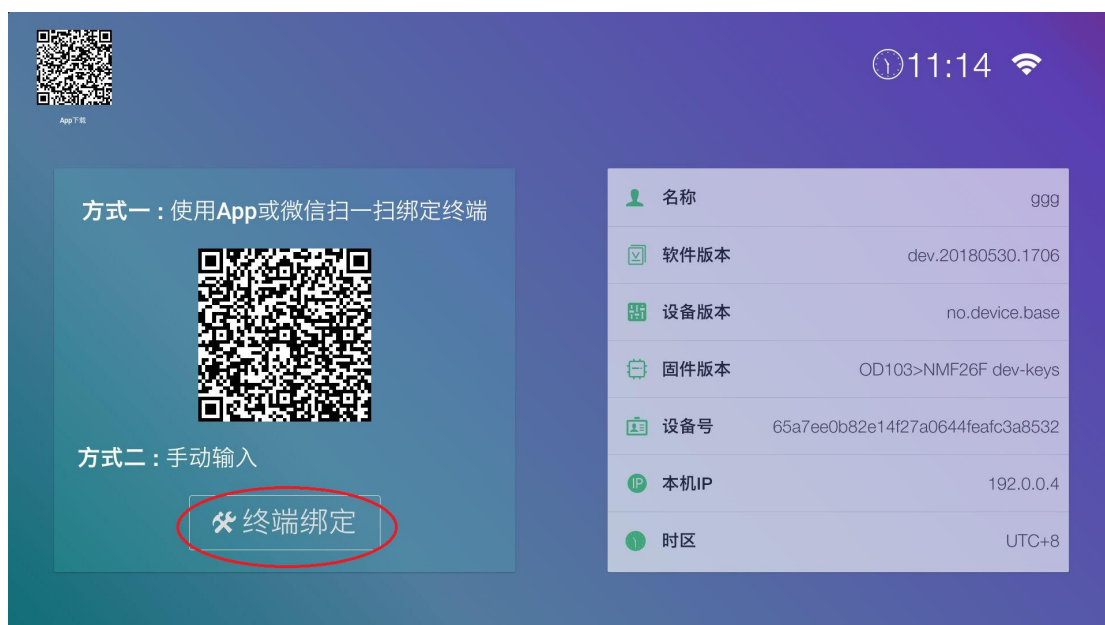 11:14
App下载
方式一：使用App或微信扫一扫绑定终端
方式二：手动输入
终端绑定
名称 ggg
软件版本 dev.20180530.1706
设备版本 no.device.base
固件版本 OD103>NMF26F dev-keys
设备号 65a7ee0b82e14f27a0644feafc3a8532
IP 本机IP 192.0.0.4
时区 UTC+8